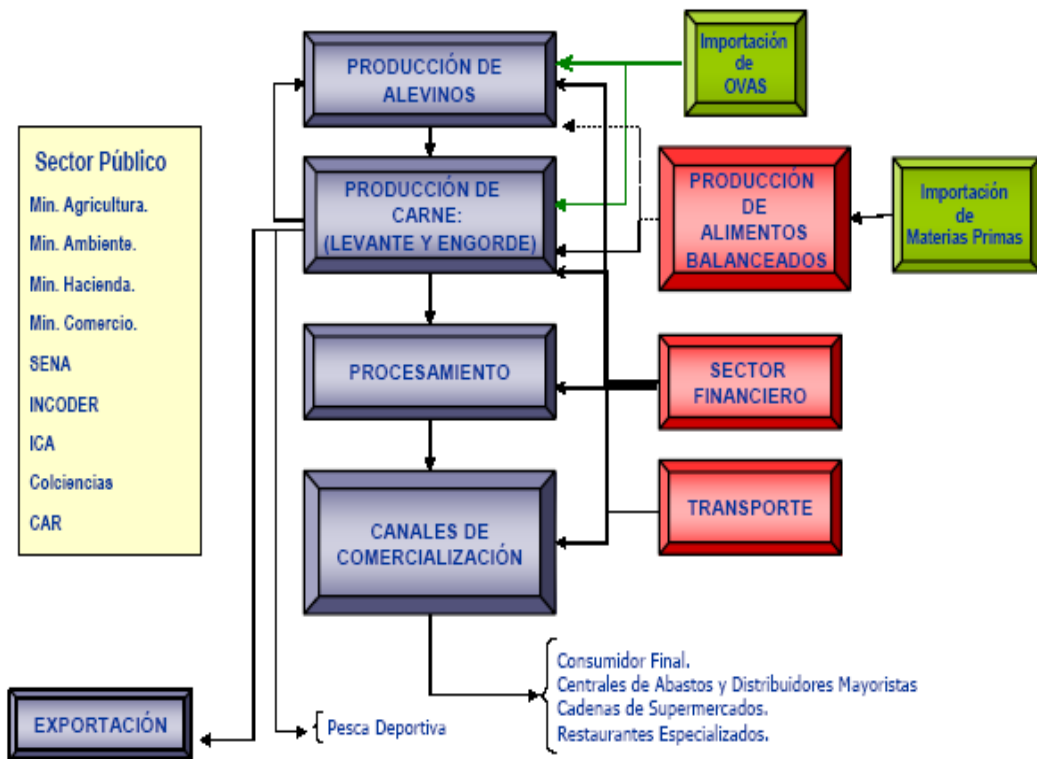 PRODUCCIÓN DE
ALEVINOS
Importación
de
OVAS
Sector Público
Min. Agricultura.
Min. Ambiente.
Min. Hacienda.
Min. Comercio.
SENA
INCODER
ICA
Colciencias
CAR
PRODUCCIÓN DE
CARNE:
(LEVANTE Y ENGORDE)
PRODUCCIÓN
DE
ALIMENTOS
BALANCEADOS
Importación
de
Materias Primas
PROCESAMIENTO
SECTOR
FINANCIERO
CANALES DE
COMERCIALIZACIÓN
TRANSPORTE
EXPORTACIÓN
Pesca Deportiva
Consumidor Final.
Centrales de Abastos y Distribuidores Mayoristas
Cadenas de Supermercados.
Restaurantes Especializados.